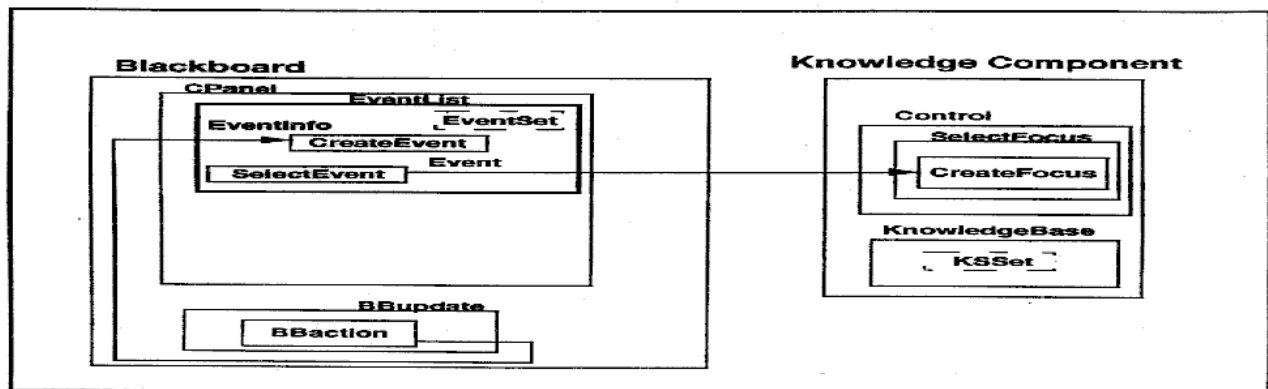 Blackboard
Knowledge Component
CPanel
EventList
EventSet
EventInfo
CreateEvent
Event
SelectEvent
Control
SelectFocus
CreateFocus
KnowledgeBase
KSSet
BBupdate
BBaction